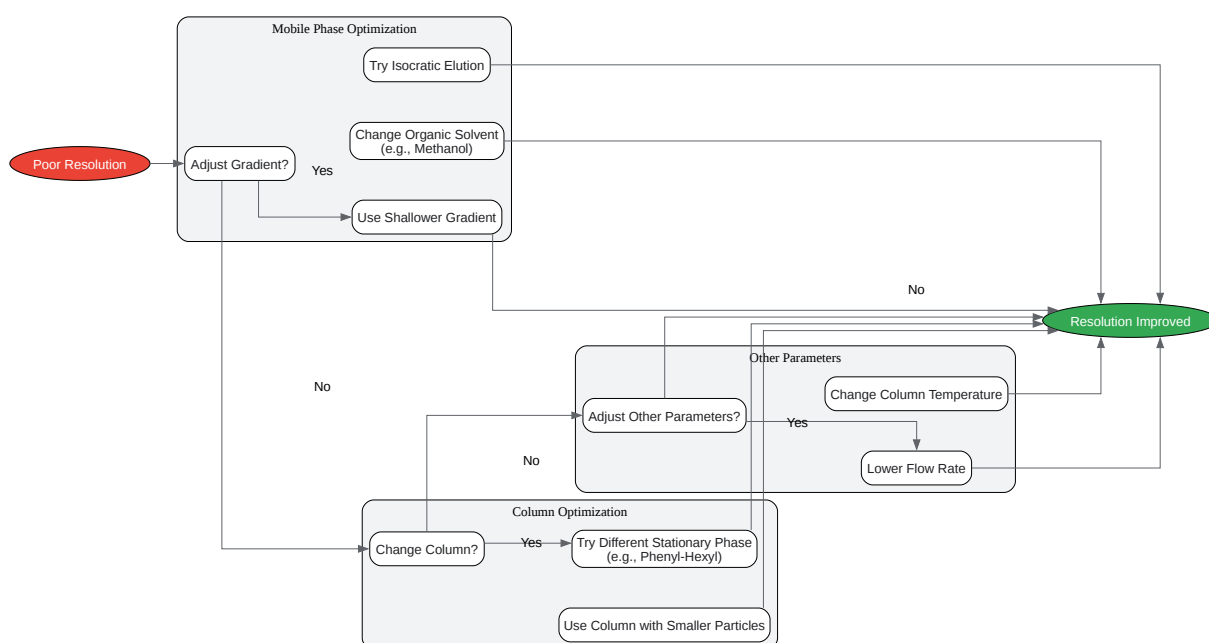 Mobile Phase Optimization
Try Isocratic Elution
Change Organic Solvent
(e.g., Methanol)
Poor Resolution
Adjust Gradient?
Yes
Use Shallower Gradient
No
Resolution Improved
Other Parameters
No
Change Column Temperature
Adjust Other Parameters?
Yes
No
Lower Flow Rate
Column Optimization
Change Column?
Yes
Try Different Stationary Phase
(e.g., Phenyl-Hexyl)
Use Column with Smaller Particles